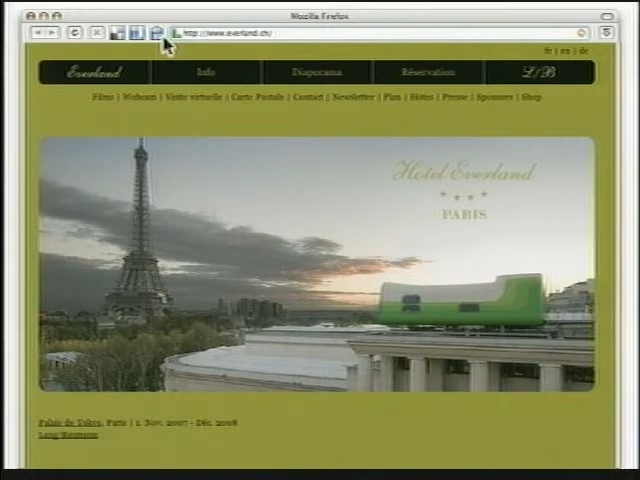 Mozilla Firefox
http://www.everland.ch/
fr | en | de
Everland Info Diaporama Réservation L/B
Films | Webcam | Visite virtuelle | Carte Postale | Contact | Newsletter | Plan | Skizze | Presse | Sponsors | Shop
Hotel Everland
PARIS
Palais de Tokyo, Paris | 1. Nov. 2007 - Déc. 2008
Lang/Baumann